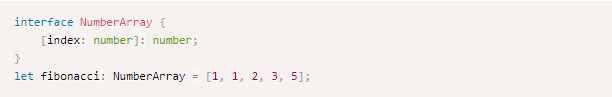 interface NumberArray {
    [index: number]: number;
}
let fibonacci: NumberArray = [1, 1, 2, 3, 5];